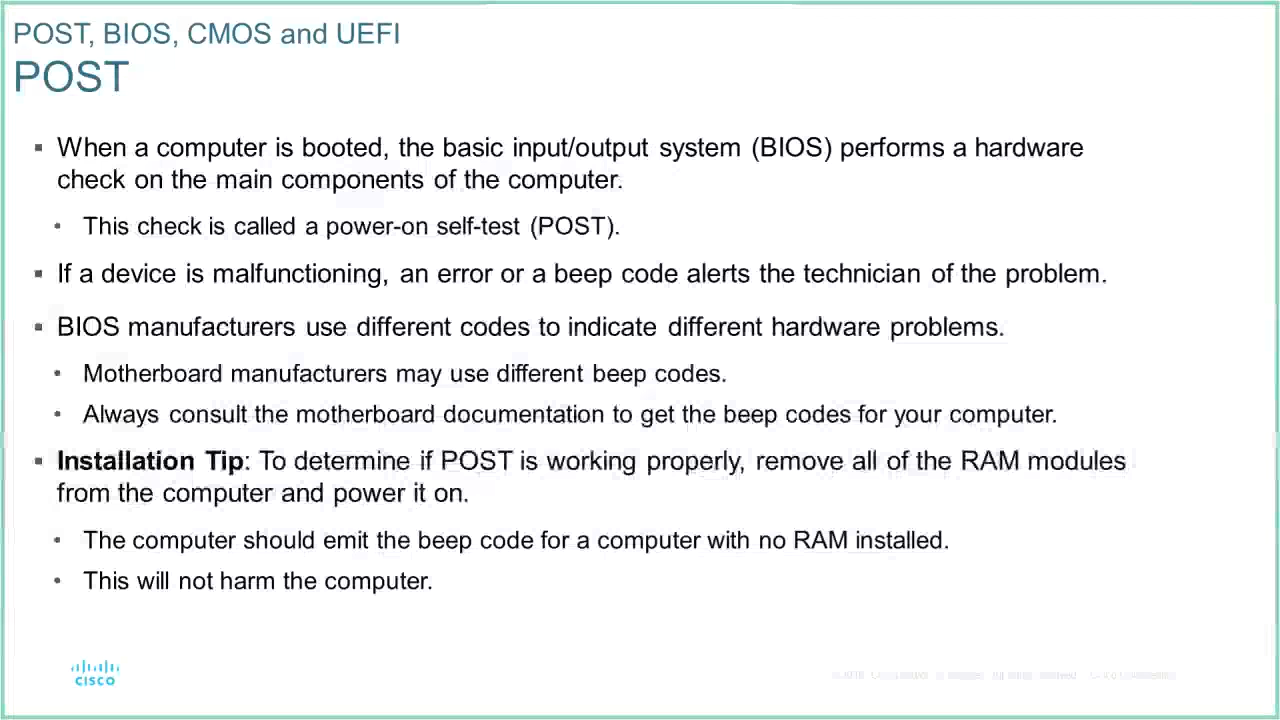 POST, BIOS, CMOS and UEFI
POST
▪ When a computer is booted, the basic input/output system (BIOS) performs a hardware
check on the main components of the computer.
• This check is called a power-on self-test (POST).
▪ If a device is malfunctioning, an error or a beep code alerts the technician of the problem.
▪ BIOS manufacturers use different codes to indicate different hardware problems.
• Motherboard manufacturers may use different beep codes.
• Always consult the motherboard documentation to get the beep codes for your computer.
▪ Installation Tip: To determine if POST is working properly, remove all of the RAM modules
from the computer and power it on.
• The computer should emit the beep code for a computer with no RAM installed.
• This will not harm the computer.
CISCO